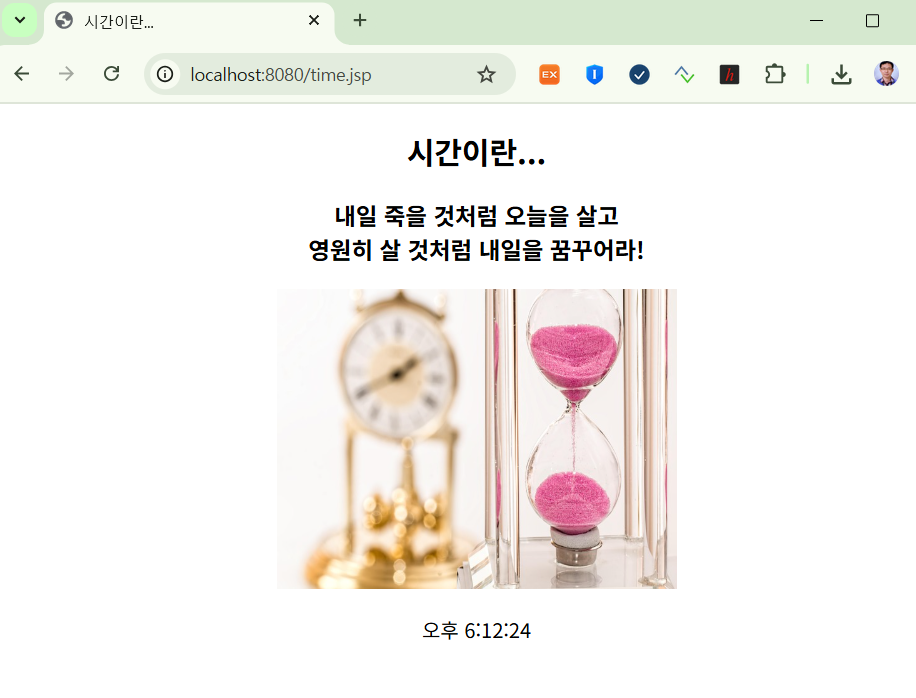 시간이란...
localhost:8080/time.jsp
EX
h
시간이란...
내일 죽을 것처럼 오늘을 살고
영원히 살 것처럼 내일을 꿈꾸어라!
오후 6:12:24